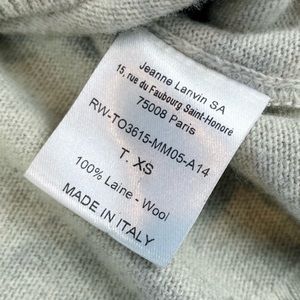 Jeanne Lanvin SA
15, rue du Faubourg Saint-Honoré
75008 Paris
RW-TO3615-MM05-A14
T. XS
100% Laine - Wool
MADE IN ITALY